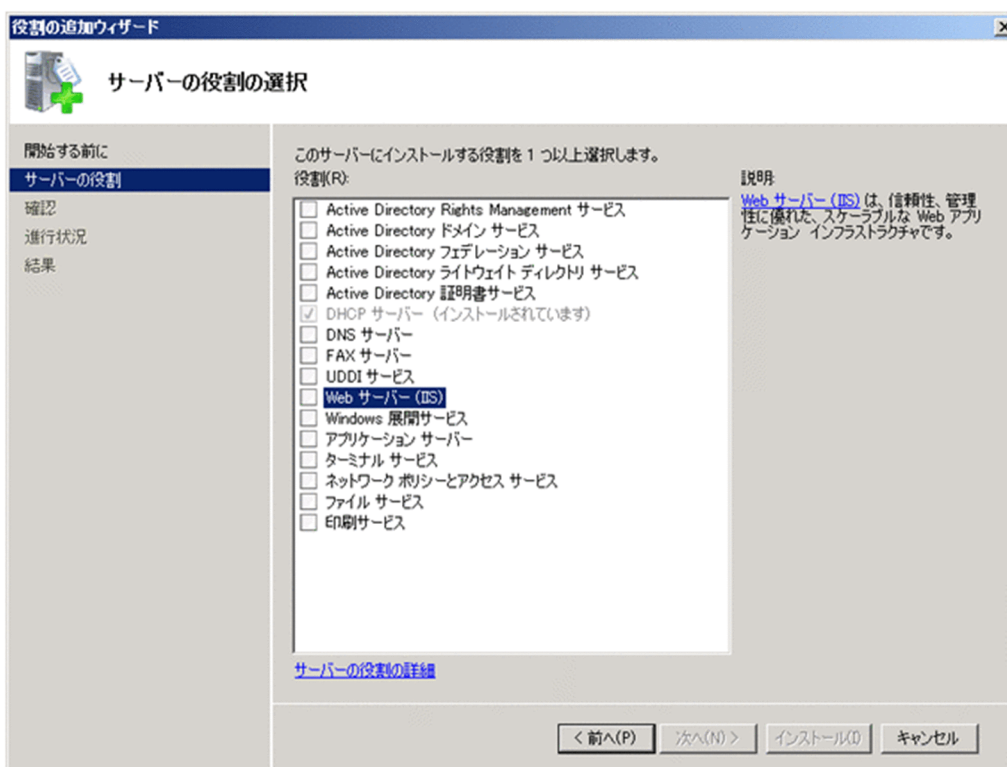 役割の追加ウィザード
サーバーの役割の選択
開始する前に
サーバーの役割
確認
進行状況
結果
このサーバーにインストールする役割を 1 つ以上選択します。
役割(R):
Active Directory Rights Management サービス
Active Directory ドメイン サービス
Active Directory フェデレーション サービス
Active Directory ライトウェイト ディレクトリ サービス
Active Directory 証明書サービス
DHCP サーバー (インストールされています)
DNS サーバー
FAX サーバー
UDDI サービス
Web サーバー (IIS)
Windows 展開サービス
アプリケーション サーバー
ターミナル サービス
ネットワーク ポリシーとアクセス サービス
ファイル サービス
印刷サービス
サーバーの役割の詳細
説明:
Web サーバー (IIS) は、信頼性、管理
性に優れた、スケーラブルな Web アプリ
ケーション インフラストラクチャです。
< 前へ(P)
次へ(N) >
インストール(I)
キャンセル